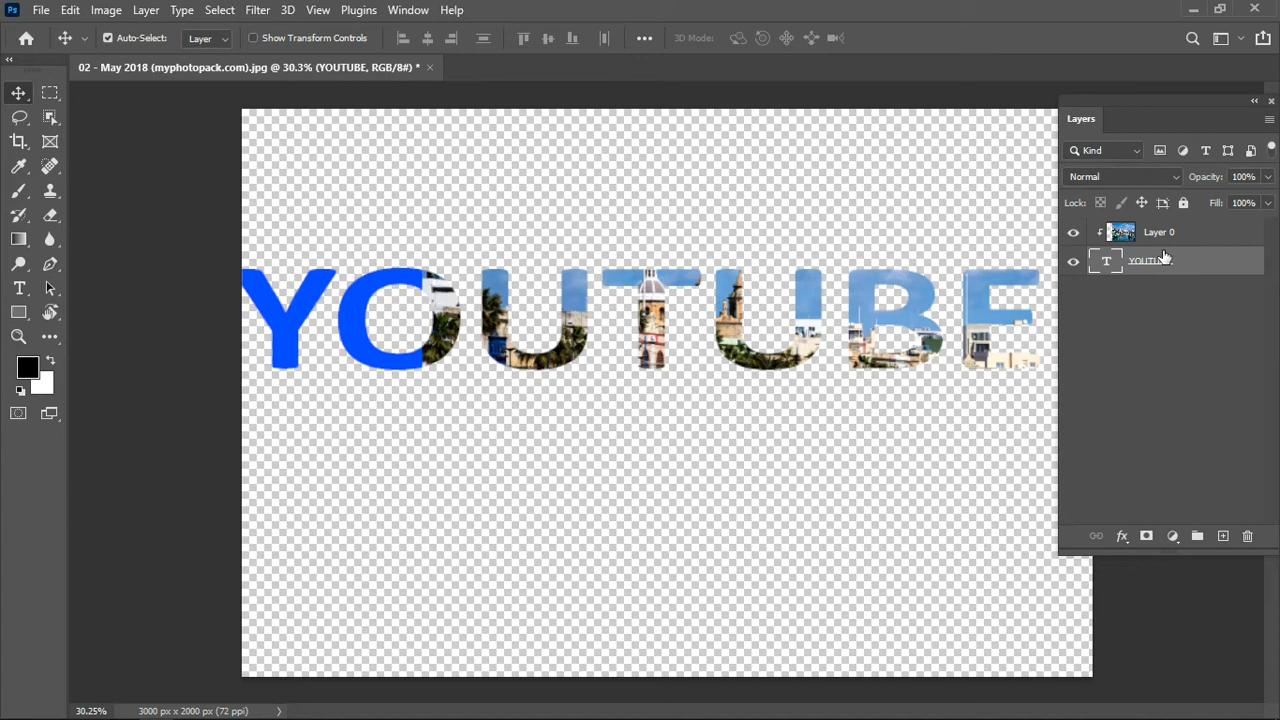 Ps File Edit Image Layer Type Select Filter 3D View Plugins Window Help
Auto-Select: Layer Show Transform Controls 3D Mode:
02 - May 2018 (myphotopack.com).jpg @ 30.3% (YOUTUBE, RGB/8#) *
Layers
Kind
Normal Opacity: 100%
Lock: Fill: 100%
Layer 0
YOUTUBE
30.25% 3000 px x 2000 px (72 ppi)